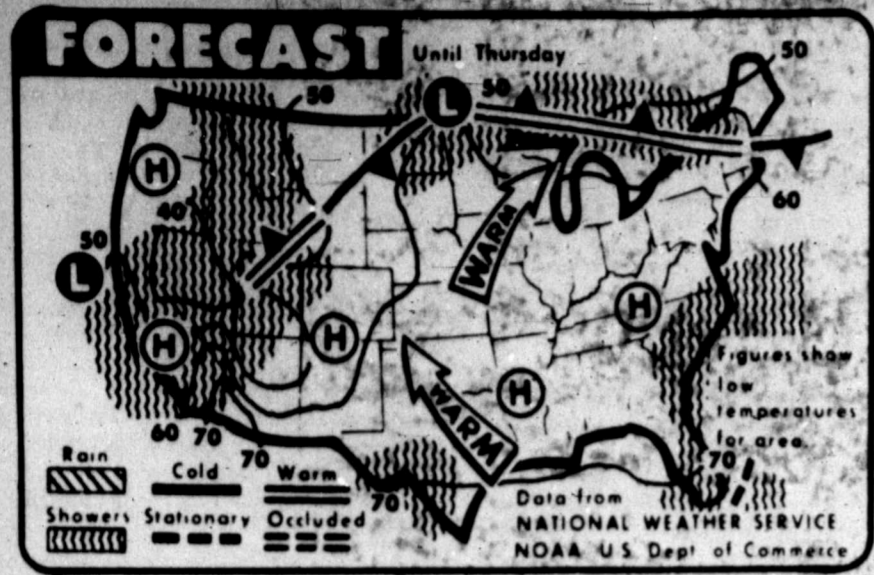 FORECAST
Until Thursday
50
50
50
L
H
40
60
50
L
WARM
H
H
H
H
WARM
Figures show
low
temperatures
for area.
60 70
70
70
70
Rain
Cold
Warm
Showers
Stationary
Occluded
Data from
NATIONAL WEATHER SERVICE
NOAA U S Dept of Commerce